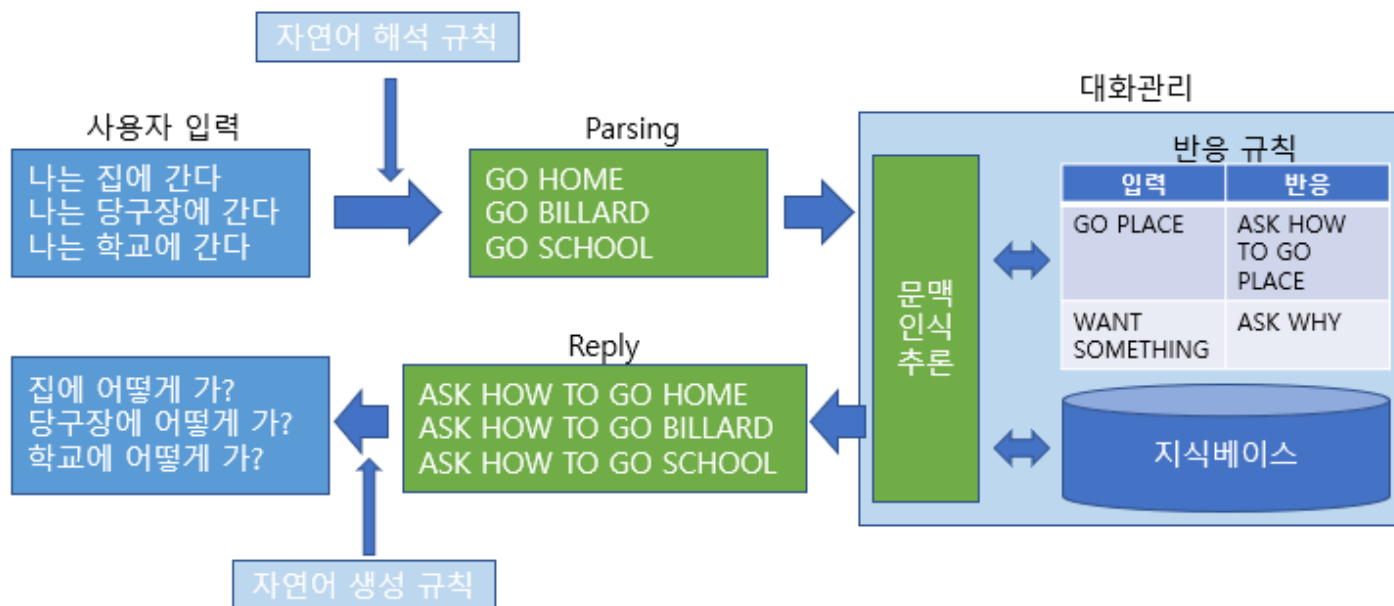 자연어 해석 규칙
대화관리
사용자 입력
나는 집에 간다
나는 당구장에 간다
나는 학교에 간다
Parsing
GO HOME
GO BILLARD
GO SCHOOL
문맥
인식
추론
반응 규칙
입력 반응
GO PLACE ASK HOW
TO GO
PLACE
WANT ASK WHY
SOMETHING
지식베이스
Reply
ASK HOW TO GO HOME
ASK HOW TO GO BILLARD
ASK HOW TO GO SCHOOL
집에 어떻게 가?
당구장에 어떻게 가?
학교에 어떻게 가?
자연어 생성 규칙